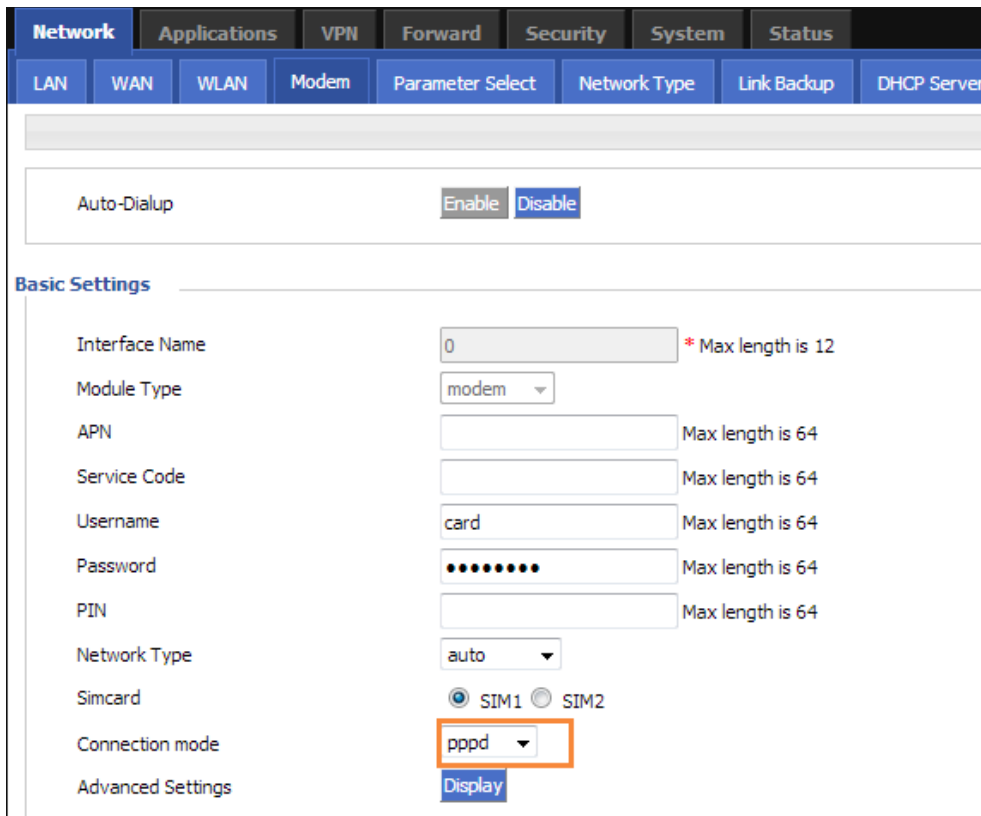 Network Applications VPN Forward Security System Status
LAN WAN WLAN Modem Parameter Select Network Type Link Backup DHCP Server
Auto-Dialup Enable Disable
Basic Settings
Interface Name 0 * Max length is 12
Module Type modem
APN Max length is 64
Service Code Max length is 64
Username card Max length is 64
Password •••••••• Max length is 64
PIN Max length is 64
Network Type auto
Simcard SIM1 SIM2
Connection mode pppd
Advanced Settings Display